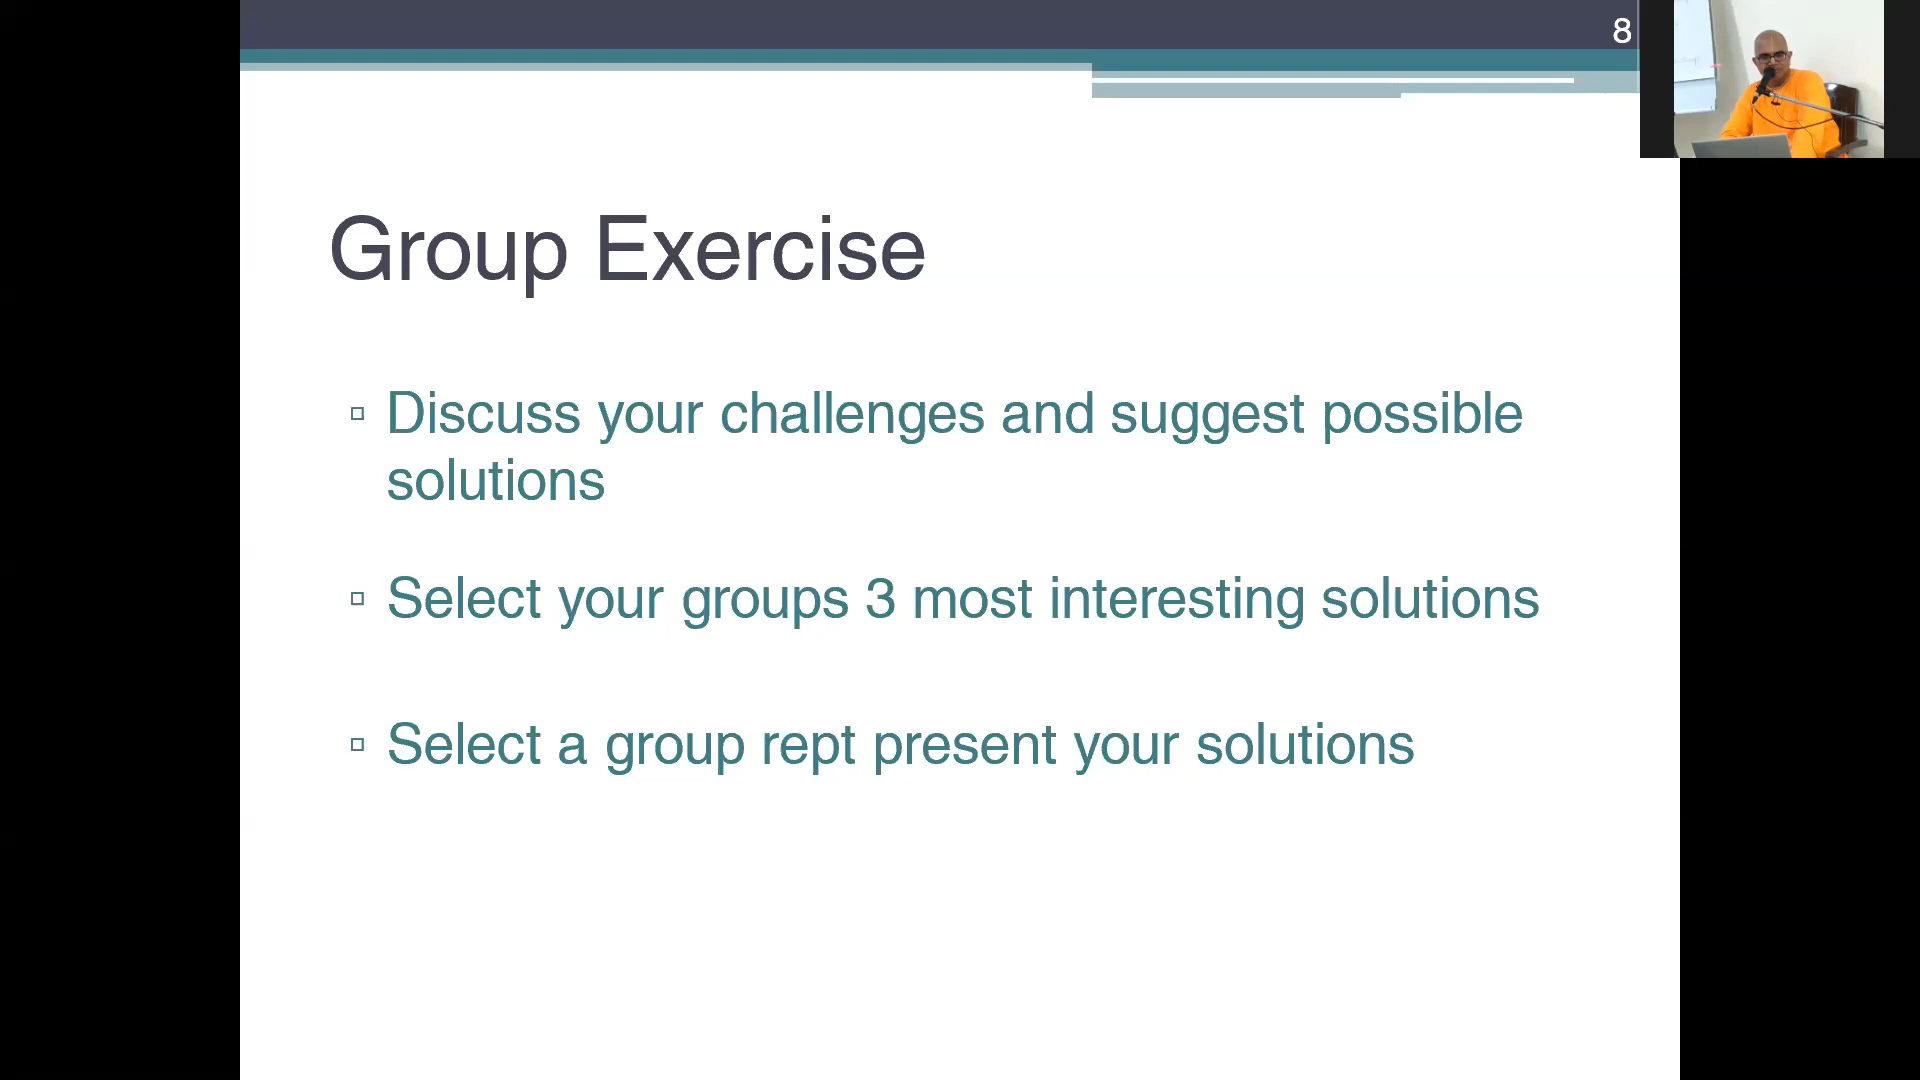 8
Group Exercise
▫ Discuss your challenges and suggest possible
solutions
▫ Select your groups 3 most interesting solutions
▫ Select a group rept present your solutions